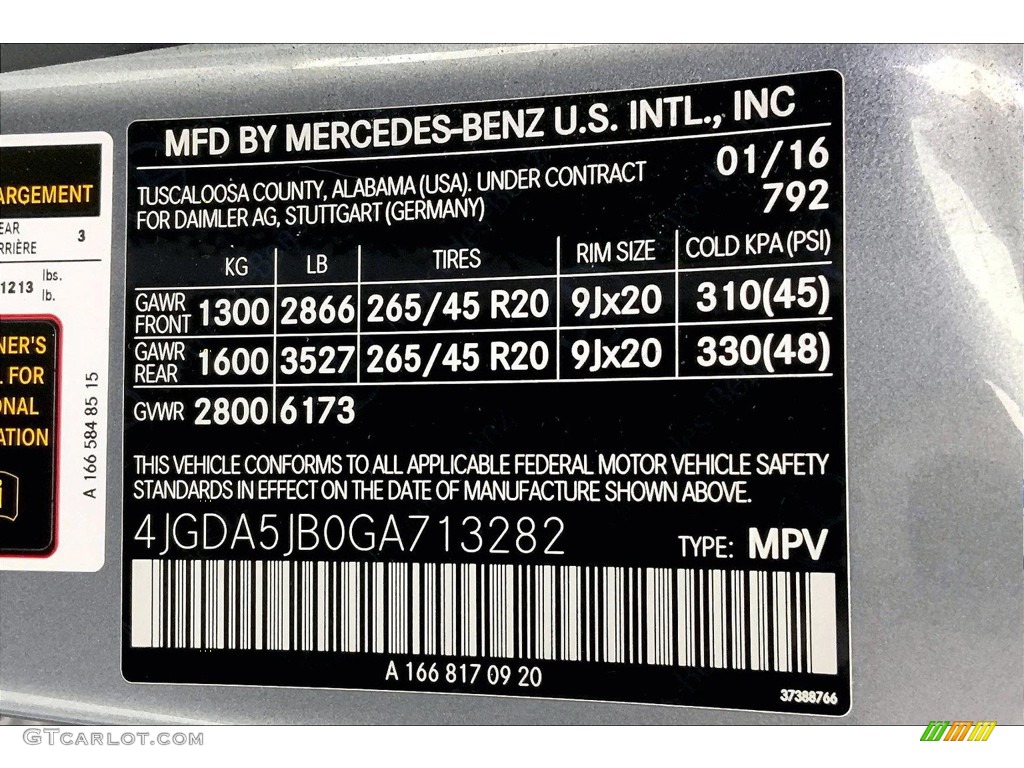 MFD BY MERCEDES-BENZ U.S. INTL., INC
01/16
792
TUSCALOOSA COUNTY, ALABAMA (USA). UNDER CONTRACT
FOR DAIMLER AG, STUTTGART (GERMANY)
KG LB TIRES RIM SIZE COLD KPA (PSI)
GAWR FRONT 1300 2866 265/45 R20 9Jx20 310(45)
GAWR REAR 1600 3527 265/45 R20 9Jx20 330(48)
GVWR 2800 6173
THIS VEHICLE CONFORMS TO ALL APPLICABLE FEDERAL MOTOR VEHICLE SAFETY
STANDARDS IN EFFECT ON THE DATE OF MANUFACTURE SHOWN ABOVE.
4JGDA5JB0GA713282 TYPE: MPV
A 166 817 09 20
37388766
ARGEMENT
EAR 3
RRIÈRE
1213 lbs.
lb.
NER'S
L FOR
ONAL
ATION
i
A 166 584 85 15
GTcarlot.com